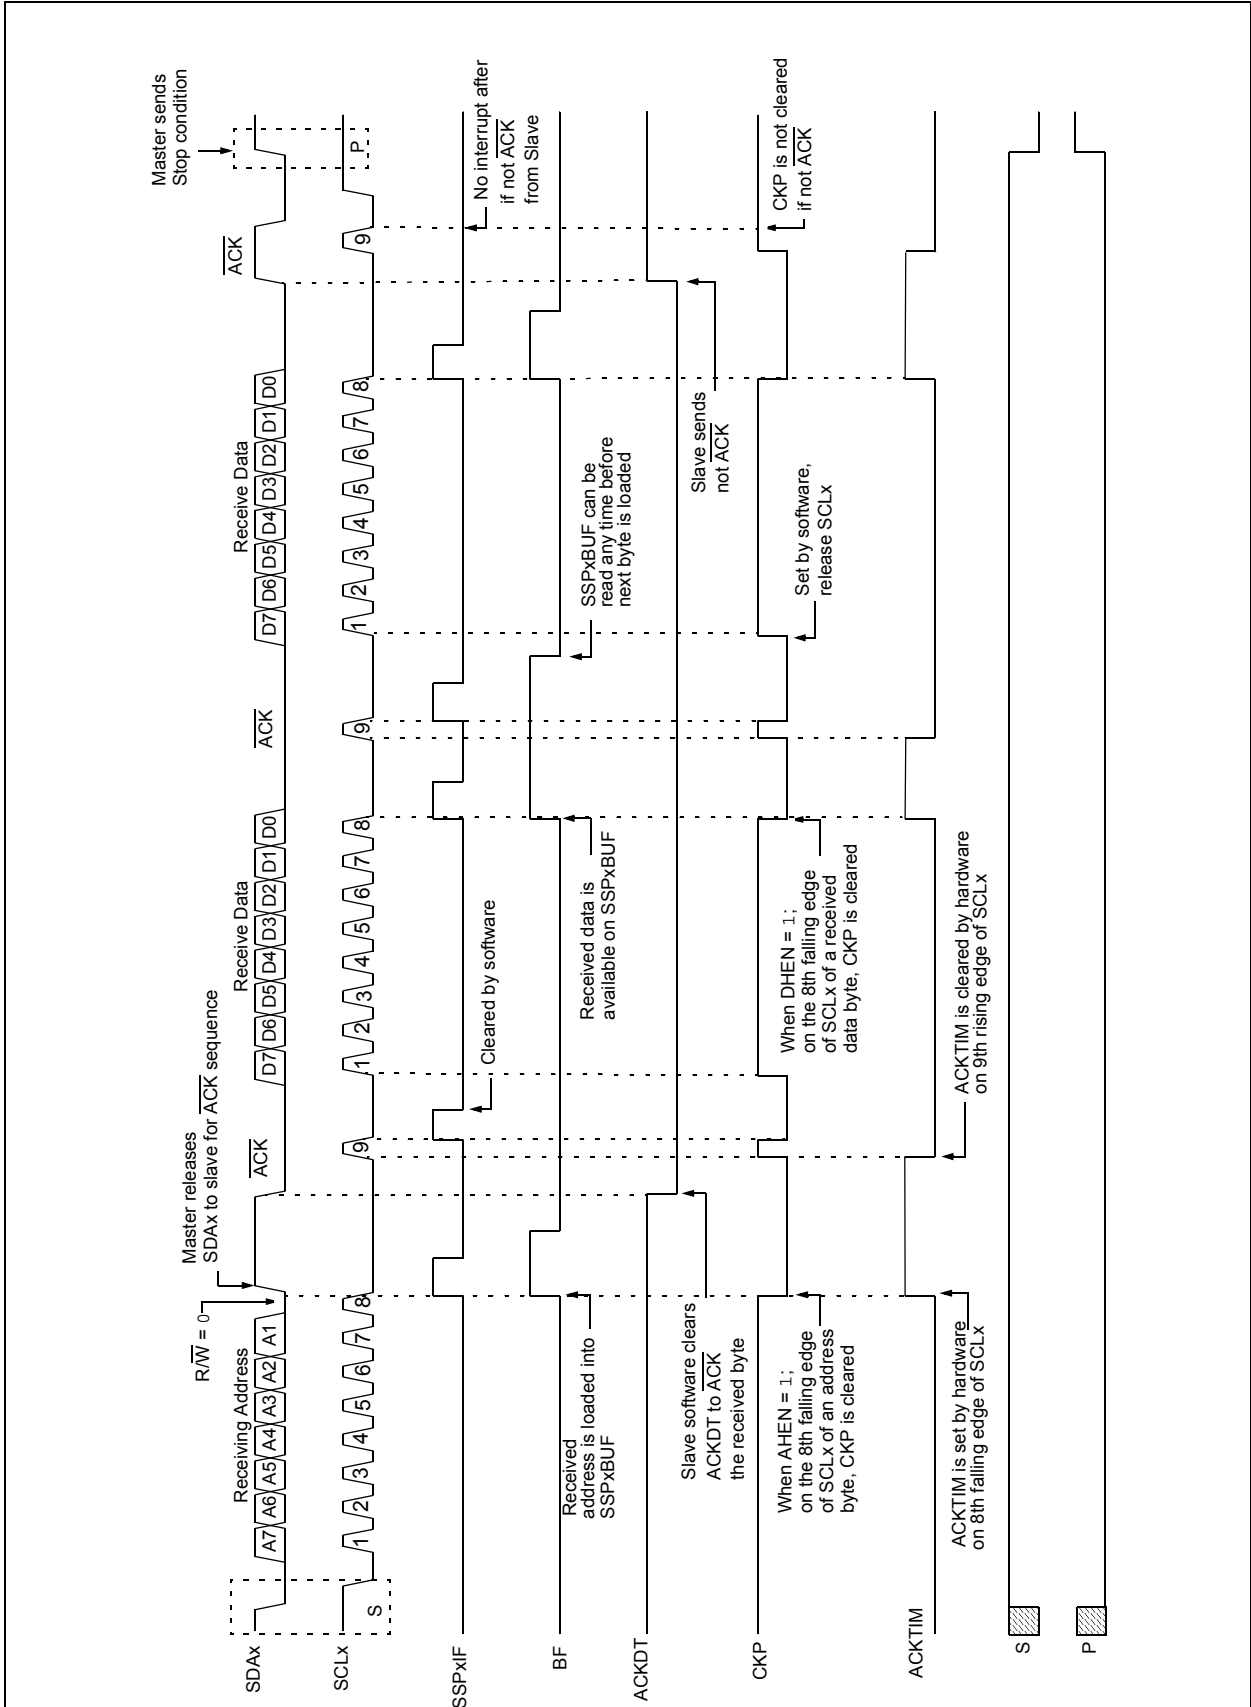 Master sends
Stop condition
Master releases
SDAx to slave for ACK sequence
R/W = 0
Receiving Address
ACK
Receive Data
ACK
Receive Data
ACK
SDAx
A7 A6 A5 A4 A3 A2 A1
D7 D6 D5 D4 D3 D2 D1 D0
D7 D6 D5 D4 D3 D2 D1 D0
SCLx
S
1 2 3 4 5 6 7 8 9
1 2 3 4 5 6 7 8 9
1 2 3 4 5 6 7 8 9
P
SSPxIF
Cleared by software
No interrupt after
if not ACK
from Slave
BF
Received
address is loaded into
SSPxBUF
Received data is
available on SSPxBUF
SSPxBUF can be
read any time before
next byte is loaded
ACKDT
Slave software clears
ACKDT to ACK
the received byte
Slave sends
not ACK
CKP
When AHEN = 1;
on the 8th falling edge
of SCLx of an address
byte, CKP is cleared
When DHEN = 1;
on the 8th falling edge
of SCLx of a received
data byte, CKP is cleared
Set by software,
release SCLx
CKP is not cleared
if not ACK
ACKTIM
ACKTIM is set by hardware
on 8th falling edge of SCLx
ACKTIM is cleared by hardware
on 9th rising edge of SCLx
S
P